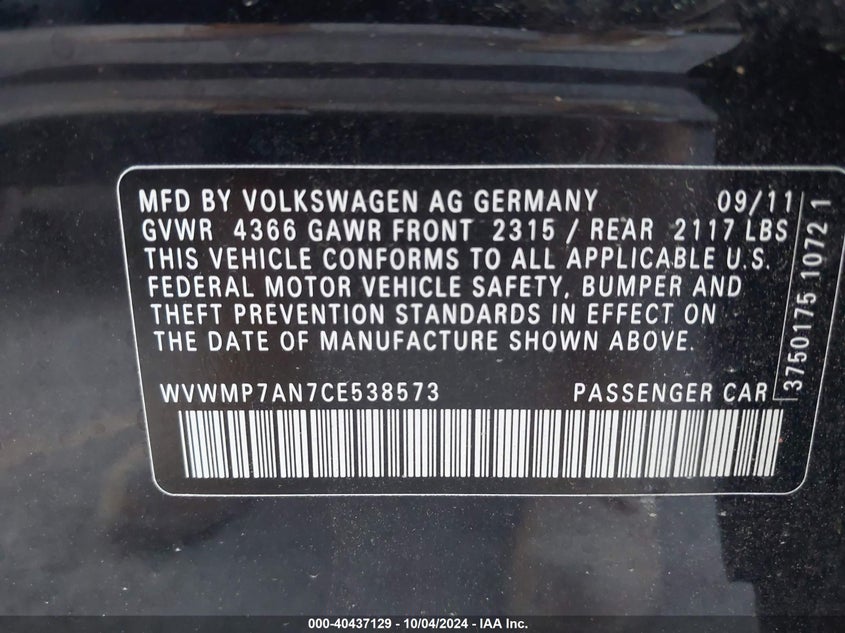 MFD BY VOLKSWAGEN AG GERMANY 09/11
GVWR 4366 GAWR FRONT 2315 / REAR 2117 LBS
THIS VEHICLE CONFORMS TO ALL APPLICABLE U.S.
FEDERAL MOTOR VEHICLE SAFETY, BUMPER AND
THEFT PREVENTION STANDARDS IN EFFECT ON
THE DATE OF MANUFACTURE SHOWN ABOVE.
WVWMP7AN7CE538573 PASSENGER CAR
3750175 1072 1
000-40437129 - 10/04/2024 - IAA Inc.